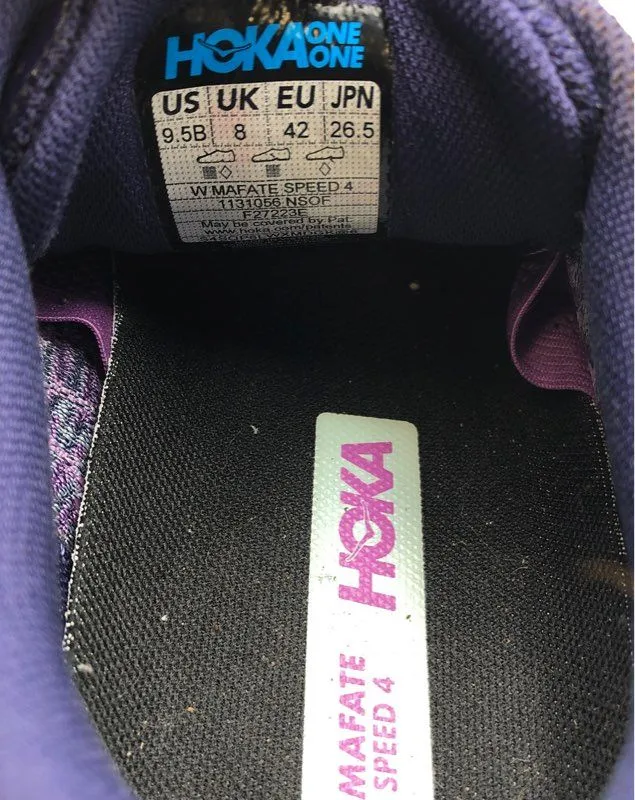 HOKA ONE ONE
US UK EU JPN
9.5B 8 42 26.5
W MAFATE SPEED 4
1131056 NSOF
F27223E
May be covered by Pat.
www.hoka.com/patents
HOKA
MAFATE
SPEED 4